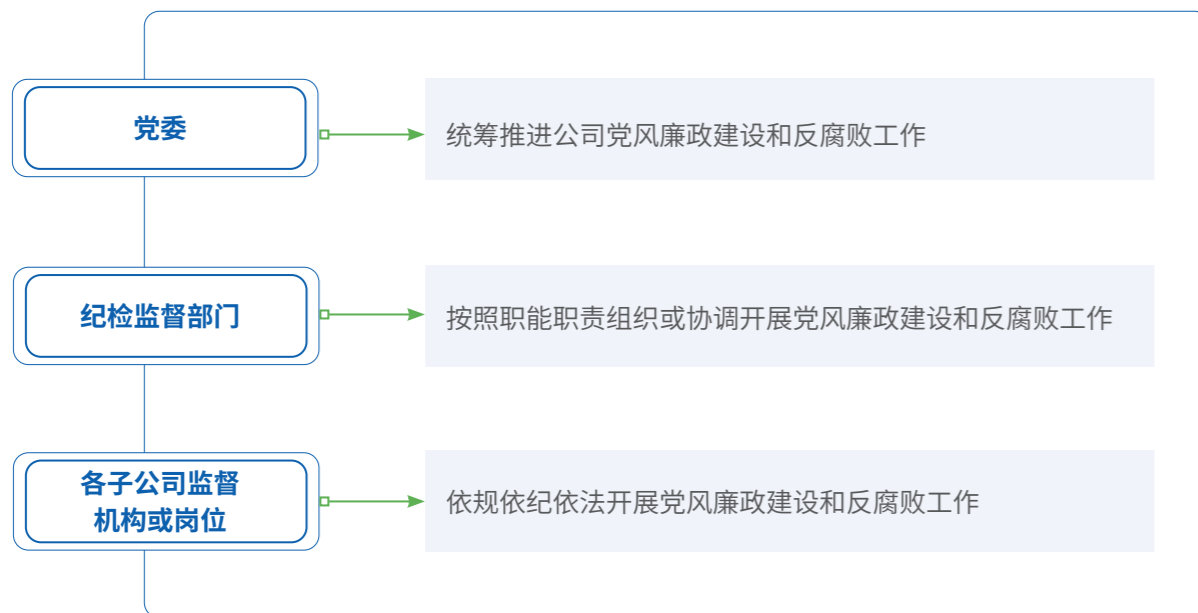 党委
统筹推进公司党风廉政建设和反腐败工作
纪检监督部门
按照职能职责组织或协调开展党风廉政建设和反腐败工作
各子公司监督
机构或岗位
依规依纪依法开展党风廉政建设和反腐败工作